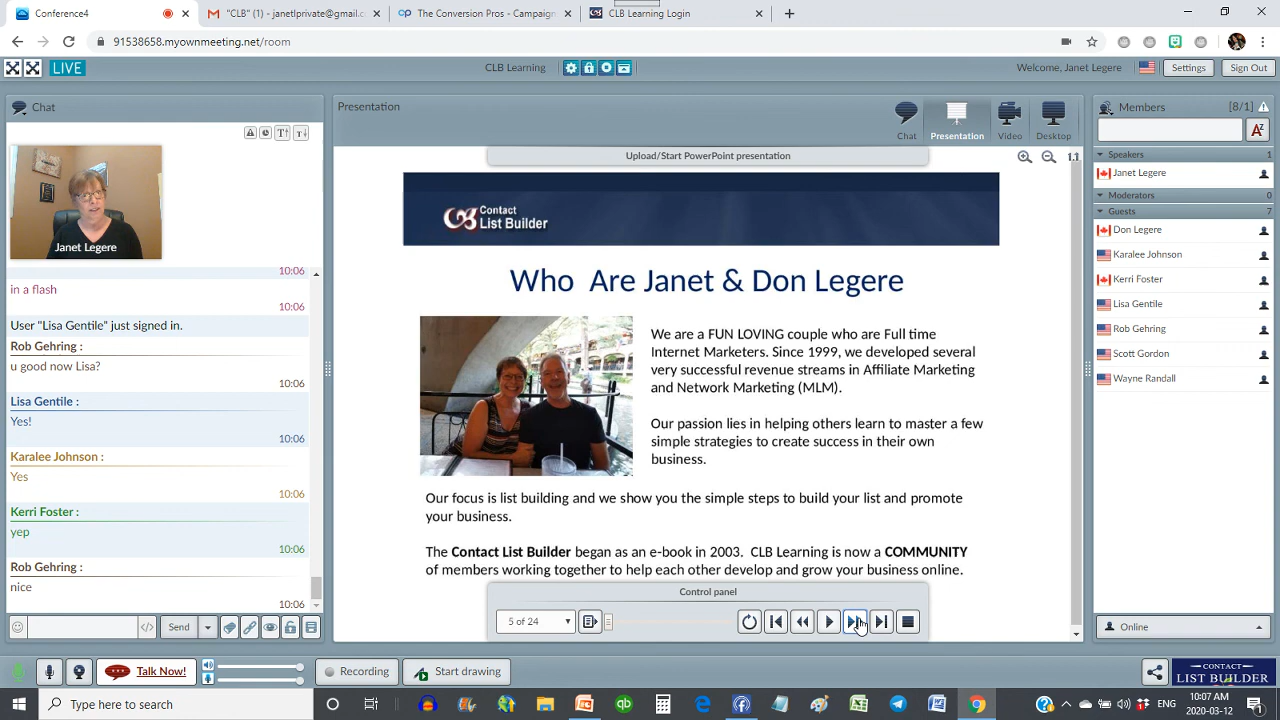 Conference4
"CLB" (1) - janetlprivate@gmail.c
The Conversion Pros - Campaign
CLB Learning Login
91538658.myownmeeting.net/room
LIVE
CLB Learning
Welcome, Janet Legere
Settings
Sign Out
Chat
Presentation
Chat
Presentation
Video
Desktop
Members
[8/1]
Upload/Start PowerPoint presentation
1:1
Speakers
1
Janet Legere
Moderators
0
Guests
7
Don Legere
Karalee Johnson
Kerri Foster
Lisa Gentile
Rob Gehring
Scott Gordon
Wayne Randall
Online
Janet Legere
10:06
in a flash
10:06
User "Lisa Gentile" just signed in.
Rob Gehring :
u good now Lisa?
10:06
Lisa Gentile :
Yes!
10:06
Karalee Johnson :
Yes
10:06
Kerri Foster :
yep
10:06
Rob Gehring :
nice
10:06
Send
Contact
List Builder
Who Are Janet & Don Legere
We are a FUN LOVING couple who are Full time
Internet Marketers. Since 1999, we developed several
very successful revenue streams in Affiliate Marketing
and Network Marketing (MLM).
Our passion lies in helping others learn to master a few
simple strategies to create success in their own
business.
Our focus is list building and we show you the simple steps to build your list and promote
your business.
The Contact List Builder began as an e-book in 2003. CLB Learning is now a COMMUNITY
of members working together to help each other develop and grow your business online.
Control panel
5 of 24
Talk Now!
Recording
Start drawing
CONTACT
LIST BUILDER
Type here to search
ENG
10:07 AM
2020-03-12